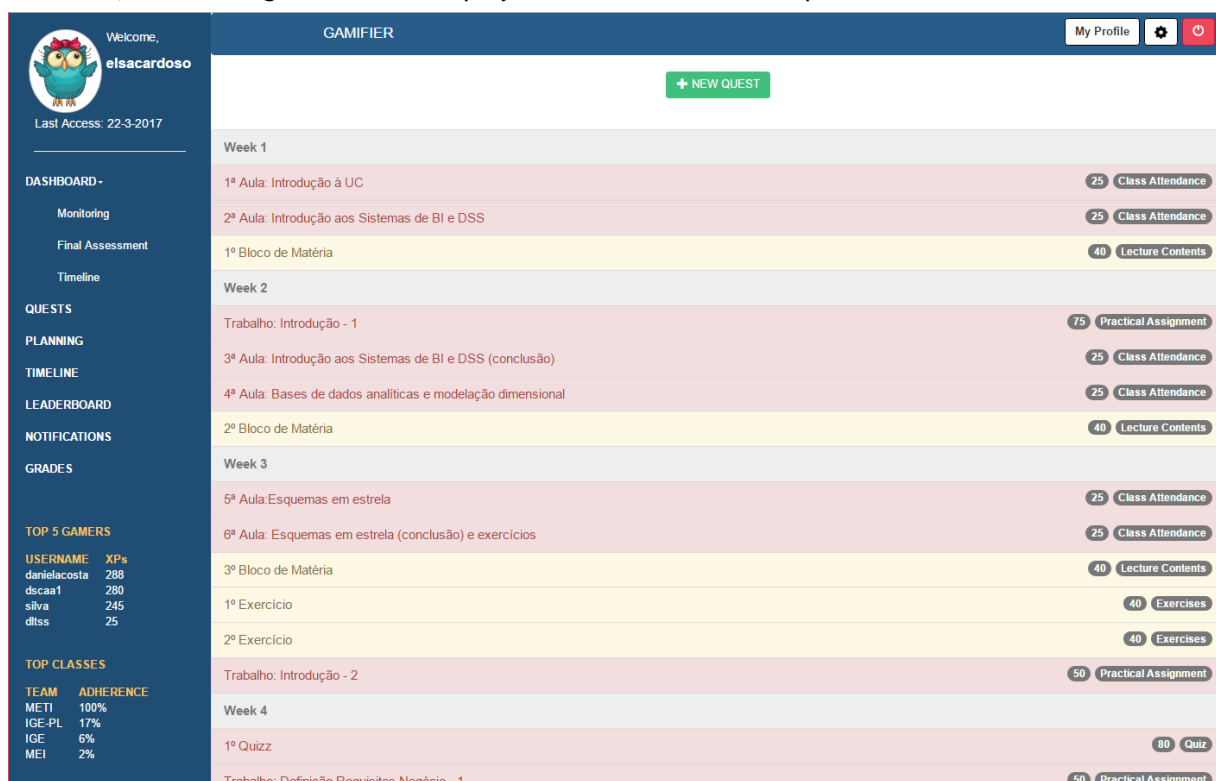 Welcome,
elsacardoso
Last Access: 22-3-2017
DASHBOARD
Monitoring
Final Assessment
Timeline
QUESTS
PLANNING
TIMELINE
LEADERBOARD
NOTIFICATIONS
GRADES
TOP 5 GAMERS
USERNAME XPs
danielacosta 288
dscaa1 280
silva 245
dltss 25
TOP CLASSES
TEAM ADHERENCE
METI 100%
IGE-PL 17%
IGE 6%
MEI 2%
GAMIFIER
My Profile
+ NEW QUEST
Week 1
1ª Aula: Introdução à UC 25 Class Attendance
2ª Aula: Introdução aos Sistemas de BI e DSS 25 Class Attendance
1º Bloco de Matéria 40 Lecture Contents
Week 2
Trabalho: Introdução - 1 75 Practical Assignment
3ª Aula: Introdução aos Sistemas de BI e DSS (conclusão) 25 Class Attendance
4ª Aula: Bases de dados analíticas e modelação dimensional 25 Class Attendance
2º Bloco de Matéria 40 Lecture Contents
Week 3
5ª Aula:Esquemas em estrela 25 Class Attendance
6ª Aula: Esquemas em estrela (conclusão) e exercícios 25 Class Attendance
3º Bloco de Matéria 40 Lecture Contents
1º Exercício 40 Exercises
2º Exercício 40 Exercises
Trabalho: Introdução - 2 50 Practical Assignment
Week 4
1º Quizz 80 Quiz
Trabalho: Definição Requisitos Negócio - 1 50 Practical Assignment